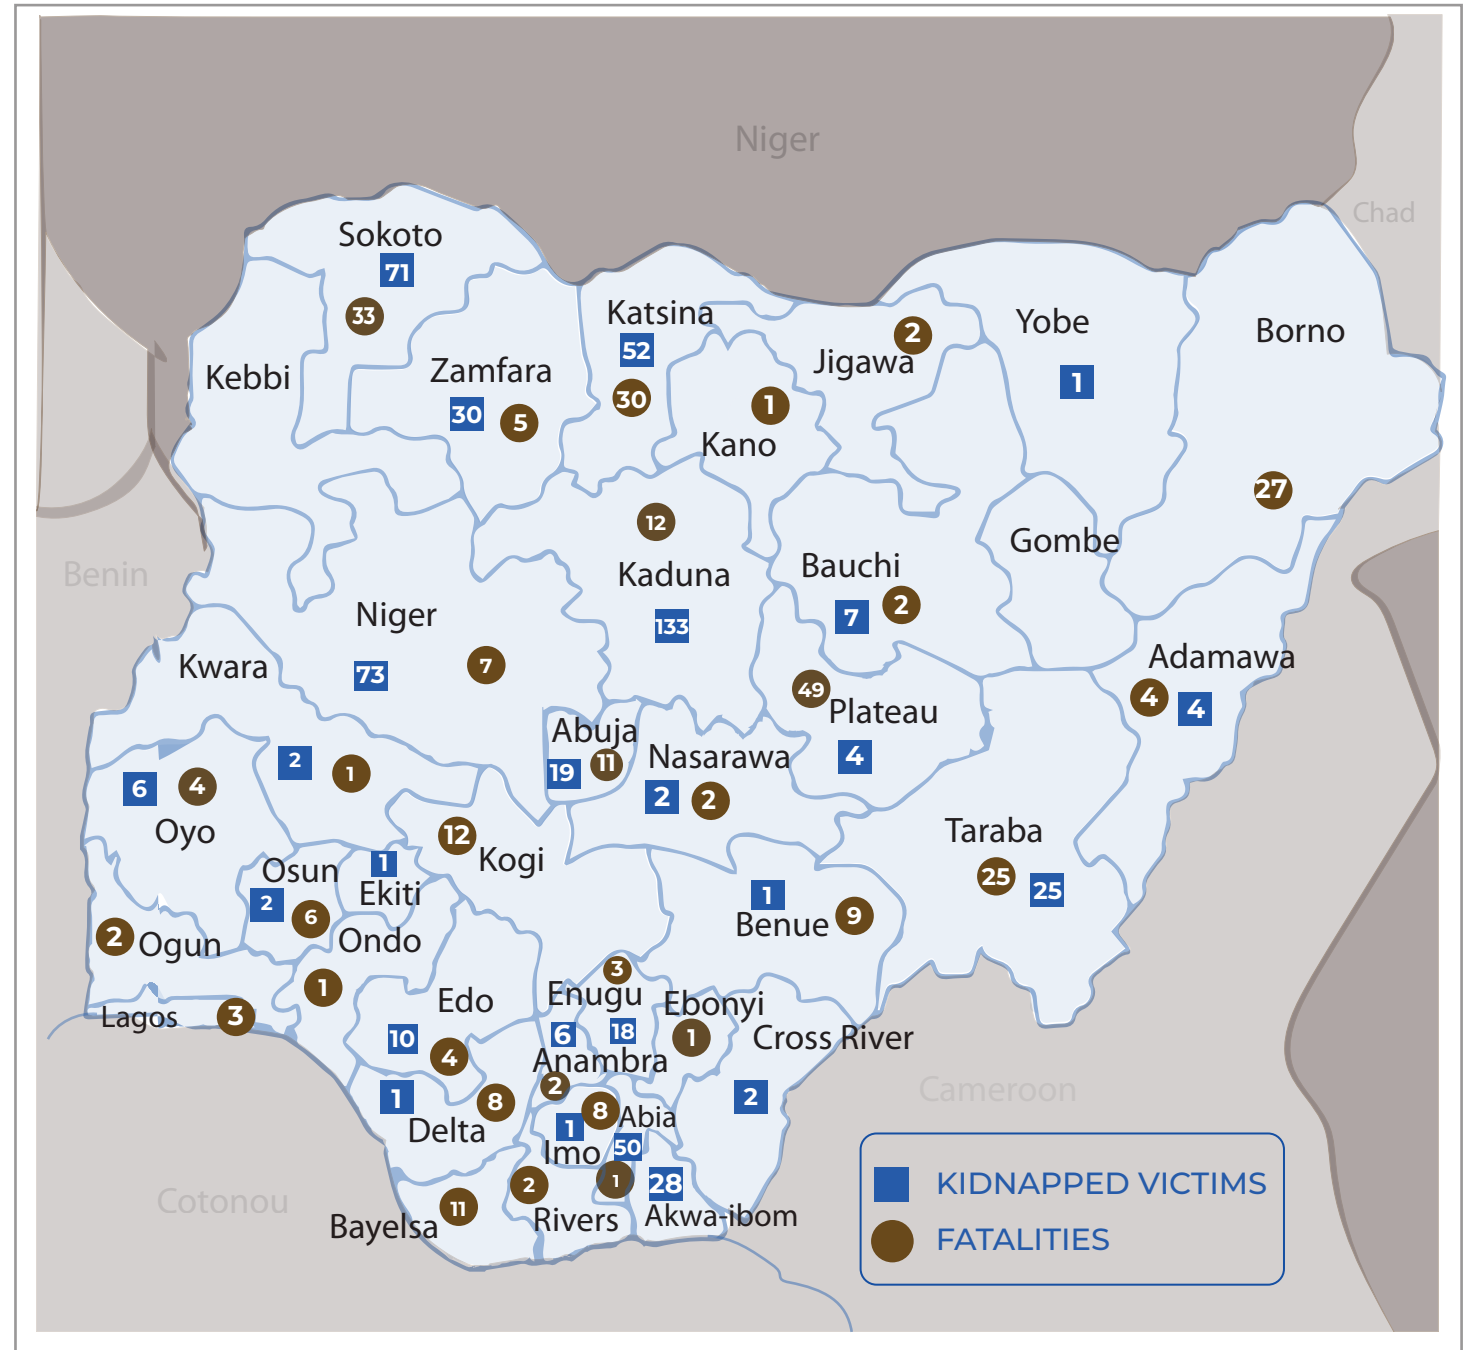 Niger
Chad
Sokoto
71
33
Katsina
52
30
Yobe
1
Borno
27
Jigawa
2
Kebbi
Zamfara
30
5
1
Kano
12
Kaduna
133
Gombe
Benin
Bauchi
7
2
Niger
73
7
Kwara
2
1
Adamawa
4
4
49
Plateau
4
Abuja
19
11
Nasarawa
2
2
6
4
Oyo
12
Kogi
Taraba
25
25
Osun
2
6
1
Ekiti
1
Benue
9
2
Ogun
Ondo
1
Lagos
3
Edo
10
4
3
Enugu
18
6
Anambra
2
Ebonyi
1
Cross River
2
Cameroon
1
8
Delta
8
1
Imo
Abia
50
1
28
Akwa-ibom
2
Rivers
11
Bayelsa
Cotonou
KIDNAPPED VICTIMS
FATALITIES